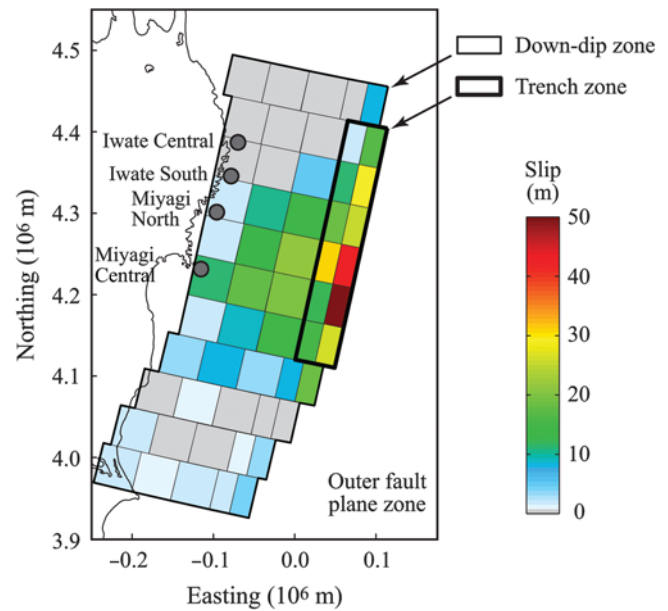 4.5
4.4
4.3
4.2
4.1
4.0
3.9
Northing (10⁶ m)
−0.2
−0.1
0.0
0.1
Easting (10⁶ m)
Iwate Central
Iwate South
Miyagi
North
Miyagi
Central
Outer fault
plane zone
Down-dip zone
Trench zone
Slip
(m)
50
40
30
20
10
0